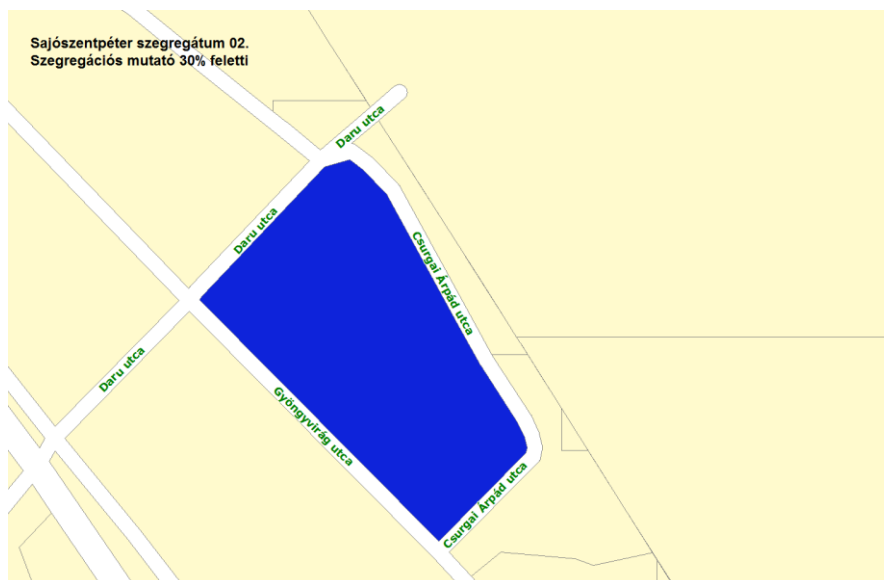 Sajószentpéter szegregátum 02.
Szegregációs mutató 30% feletti
Daru utca
Daru utca
Csurgai Árpád utca
Daru utca
Gyöngyvirág utca
Csurgai Árpád utca